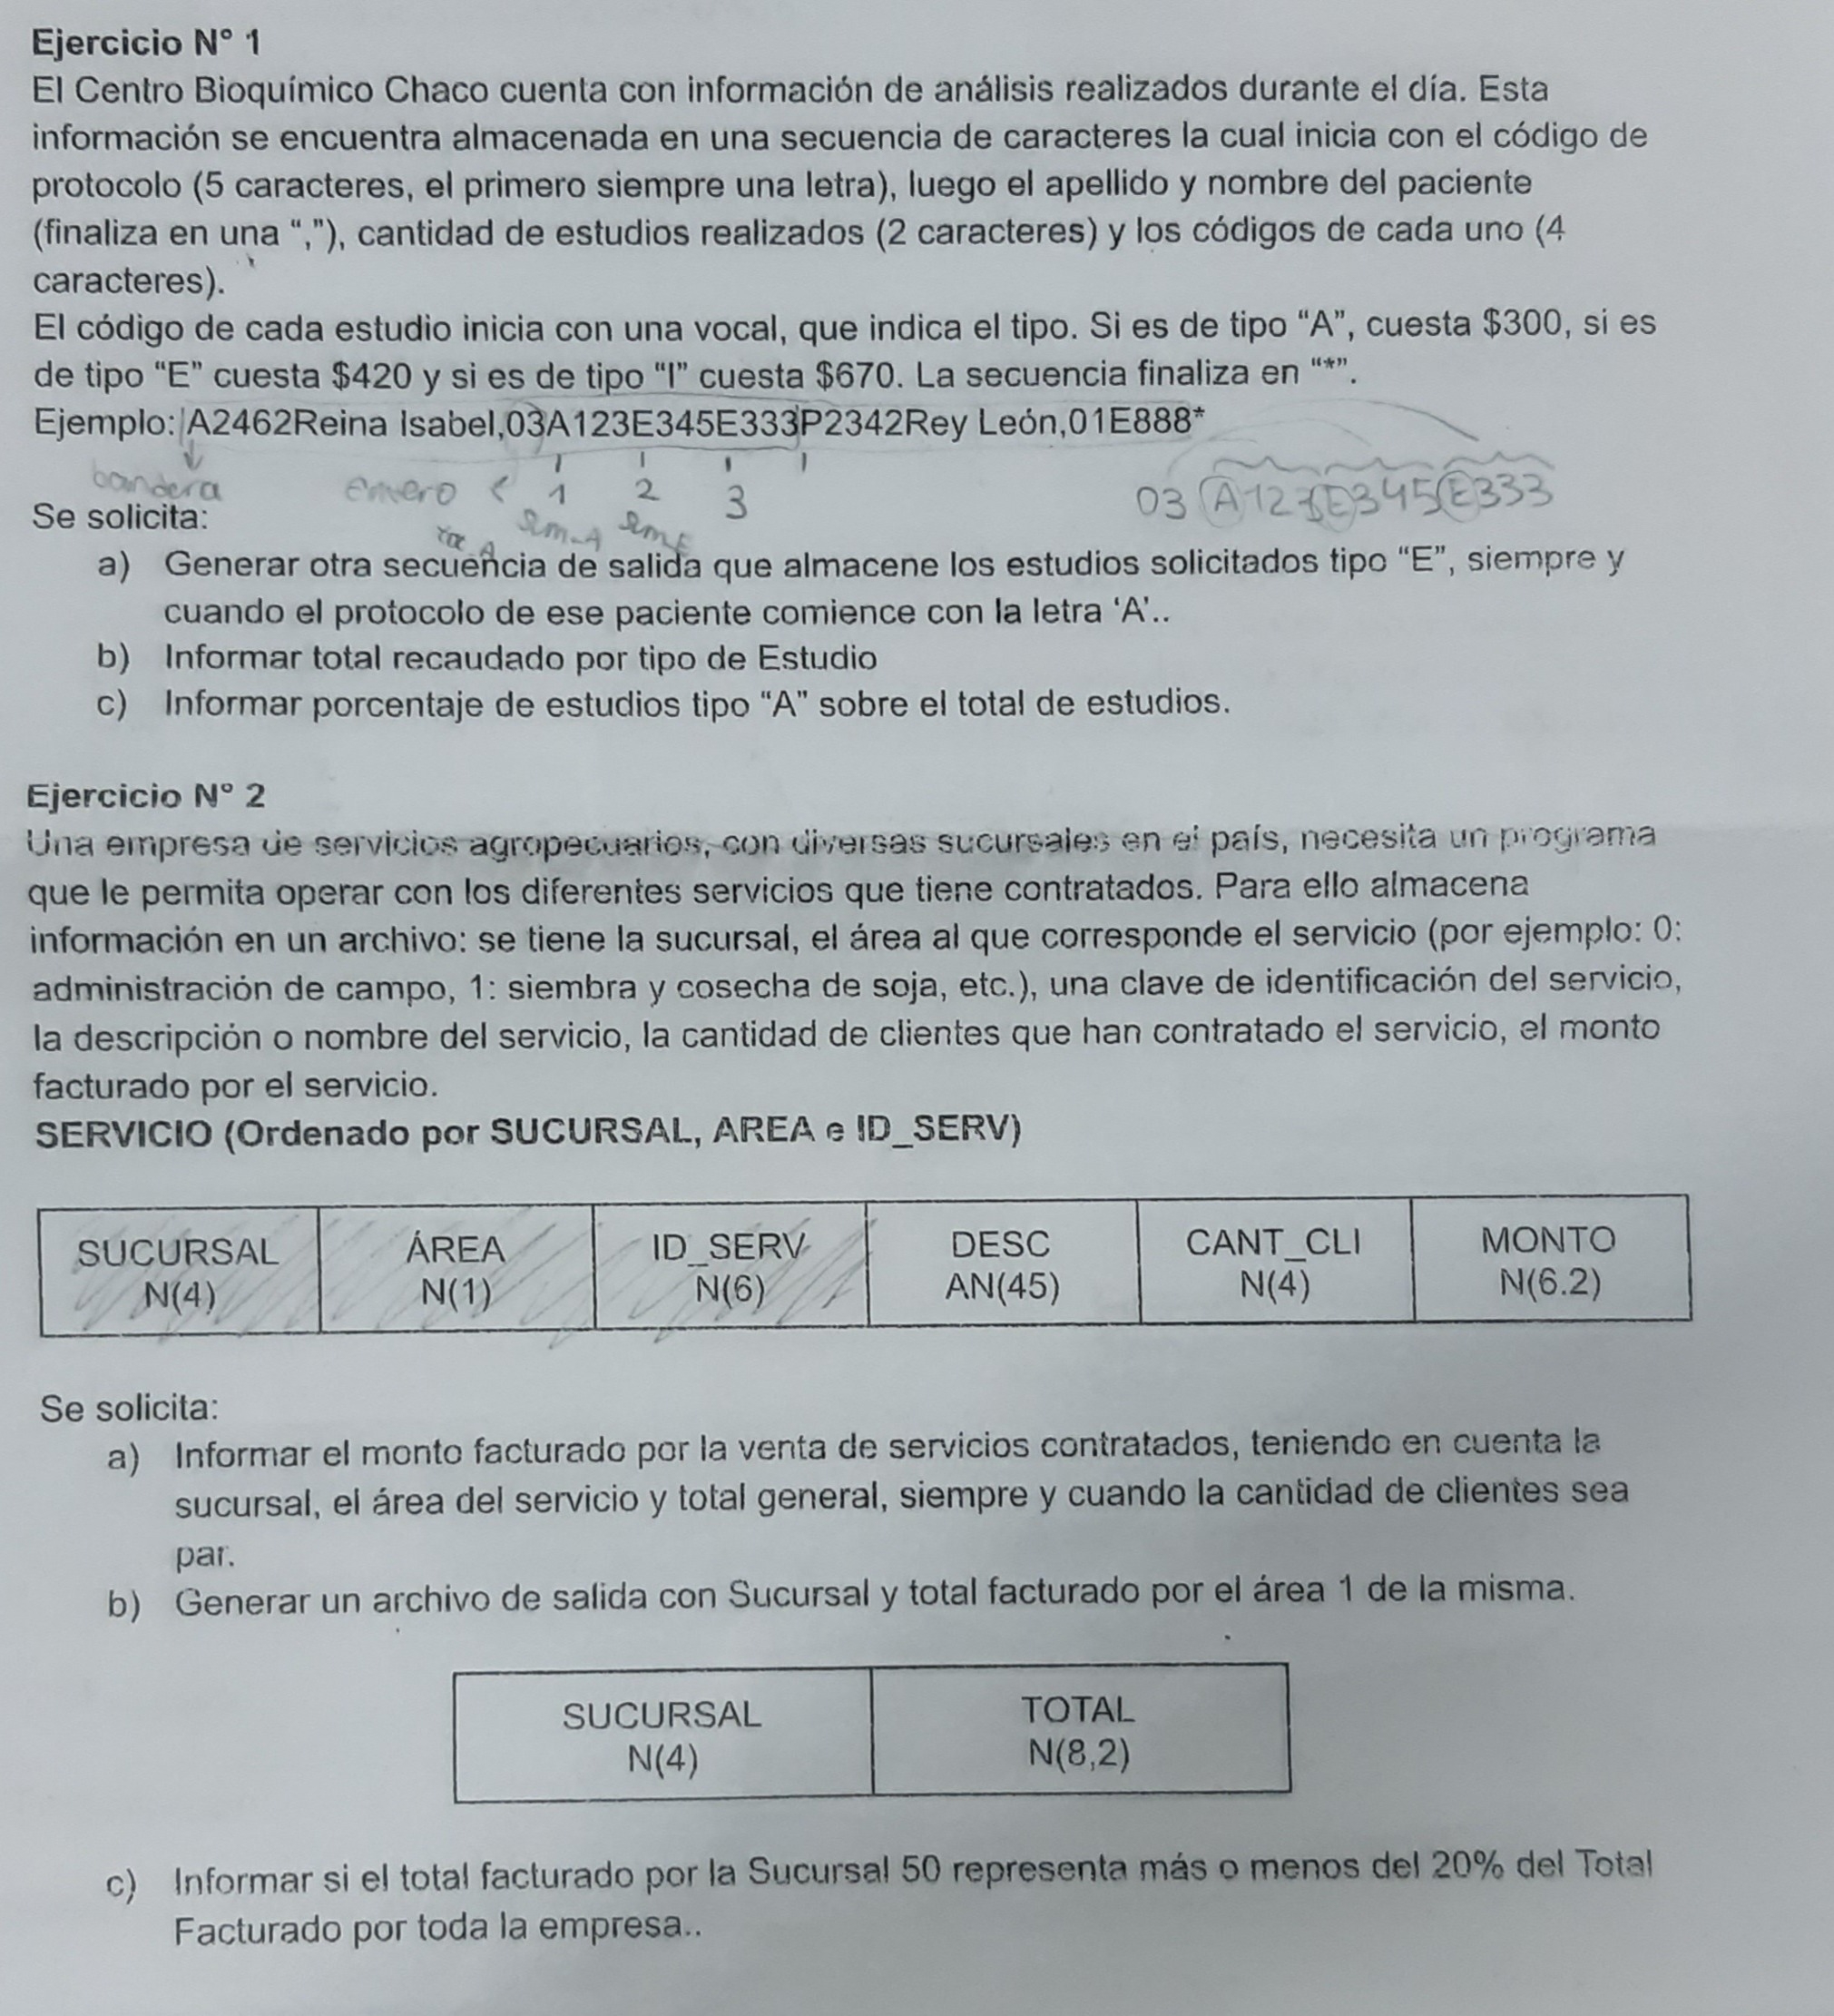 Ejercicio N° 1
El Centro Bioquímico Chaco cuenta con información de análisis realizados durante el día. Esta
información se encuentra almacenada en una secuencia de caracteres la cual inicia con el código de
protocolo (5 caracteres, el primero siempre una letra), luego el apellido y nombre del paciente
(finaliza en una “,”), cantidad de estudios realizados (2 caracteres) y los códigos de cada uno (4
caracteres).
El código de cada estudio inicia con una vocal, que indica el tipo. Si es de tipo “A”, cuesta $300, si es
de tipo “E” cuesta $420 y si es de tipo “I” cuesta $670. La secuencia finaliza en “*”.
Ejemplo: A2462Reina Isabel,03A123E345E333P2342Rey León,01E888*
bandera
1 2 3
03 A123E345E333
Se solicita:
a) Generar otra secuencia de salida que almacene los estudios solicitados tipo “E”, siempre y
cuando el protocolo de ese paciente comience con la letra ‘A’..
b) Informar total recaudado por tipo de Estudio
c) Informar porcentaje de estudios tipo “A” sobre el total de estudios.
Ejercicio N° 2
Una empresa de servicios agropecuarios, con diversas sucursales en el país, necesita un programa
que le permita operar con los diferentes servicios que tiene contratados. Para ello almacena
información en un archivo: se tiene la sucursal, el área al que corresponde el servicio (por ejemplo: 0:
administración de campo, 1: siembra y cosecha de soja, etc.), una clave de identificación del servicio,
la descripción o nombre del servicio, la cantidad de clientes que han contratado el servicio, el monto
facturado por el servicio.
SERVICIO (Ordenado por SUCURSAL, AREA e ID_SERV)
SUCURSAL ÁREA ID_SERV DESC CANT_CLI MONTO
N(4) N(1) N(6) AN(45) N(4) N(6.2)
Se solicita:
a) Informar el monto facturado por la venta de servicios contratados, teniendo en cuenta la
sucursal, el área del servicio y total general, siempre y cuando la cantidad de clientes sea
par.
b) Generar un archivo de salida con Sucursal y total facturado por el área 1 de la misma.
SUCURSAL TOTAL
N(4) N(8,2)
c) Informar si el total facturado por la Sucursal 50 representa más o menos del 20% del Total
Facturado por toda la empresa..